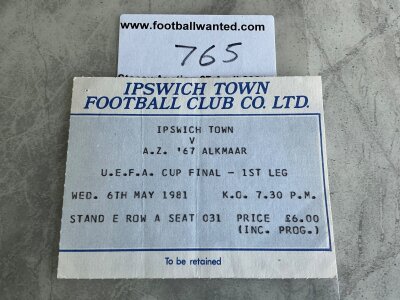 www.footballwanted.com
765
IPSWICH TOWN
FOOTBALL CLUB CO. LTD.
IPSWICH TOWN
V
A.Z. '67 ALKMAAR
U.E.F.A. CUP FINAL - 1ST LEG
WED. 6TH MAY 1981 K.O. 7.30 P.M.
STAND E ROW A SEAT 031 PRICE £6.00
(INC. PROG.)
To be retained